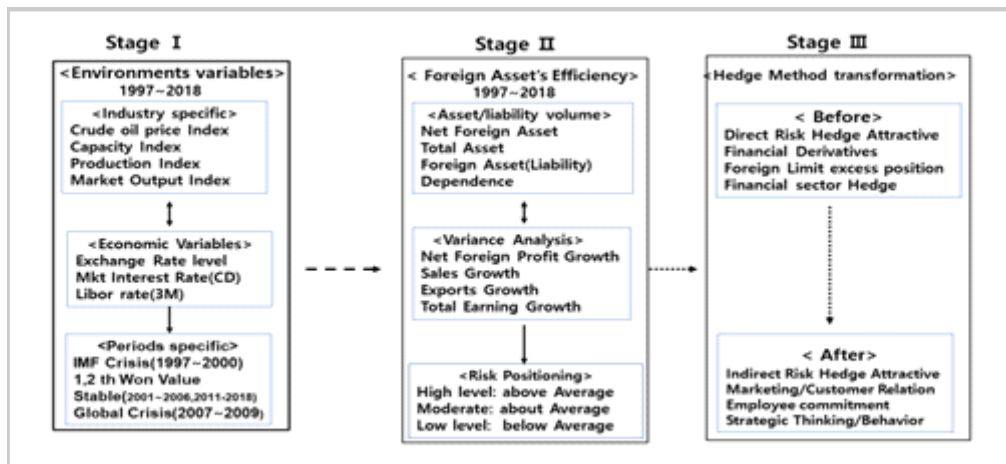 Stage Ⅰ
<Environments variables>
1997~2018
<Industry specific>
Crude oil price Index
Capacity Index
Production Index
Market Output Index
<Economic Variables>
Exchange Rate level
Mkt Interest Rate(CD)
Libor rate(3M)
<Periods specific>
IMF Crisis(1997~2000)
1,2 th Won Value
Stable(2001~2006,2011-2018)
Global Crisis(2007~2009)
Stage Ⅱ
< Foreign Asset's Efficiency>
1997~2018
<Asset/liability volume>
Net Foreign Asset
Total Asset
Foreign Asset(Liability)
Dependence
<Variance Analysis>
Net Foreign Profit Growth
Sales Growth
Exports Growth
Total Earning Growth
<Risk Positioning>
High level: above Average
Moderate: about Average
Low level: below Average
Stage Ⅲ
<Hedge Method transformation>
< Before>
Direct Risk Hedge Attractive
Financial Derivatives
Foreign Limit excess position
Financial sector Hedge
< After>
Indirect Risk Hedge Attractive
Marketing/Customer Relation
Employee commitment
Strategic Thinking/Behavior